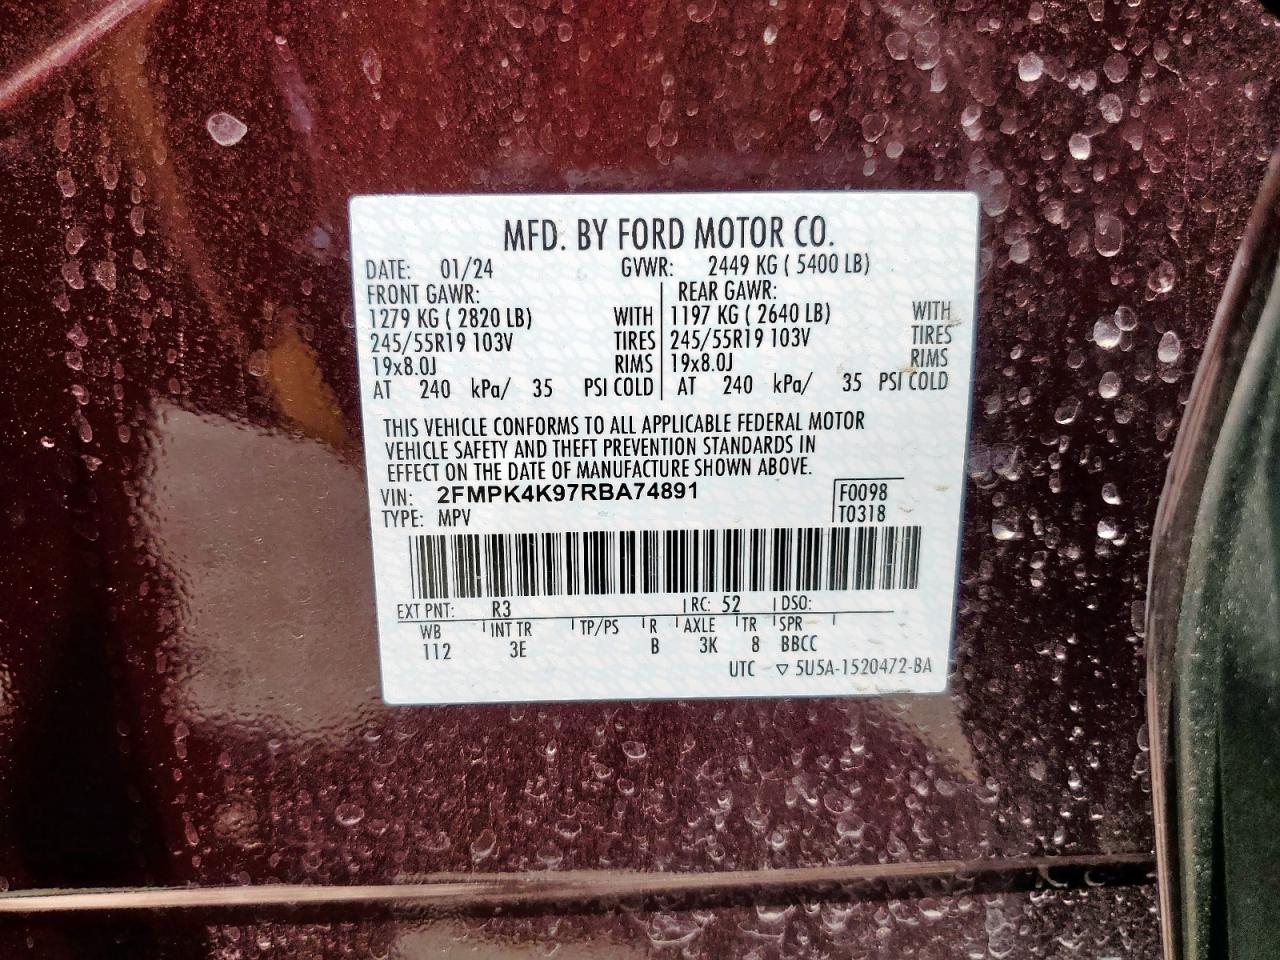 MFD. BY FORD MOTOR CO.
DATE: 01/24 GVWR: 2449 KG ( 5400 LB)
FRONT GAWR: REAR GAWR:
1279 KG ( 2820 LB) WITH 1197 KG ( 2640 LB) WITH
245/55R19 103V TIRES 245/55R19 103V TIRES
19x8.0J RIMS 19x8.0J RIMS
AT 240 kPa/ 35 PSI COLD AT 240 kPa/ 35 PSI COLD
THIS VEHICLE CONFORMS TO ALL APPLICABLE FEDERAL MOTOR
VEHICLE SAFETY AND THEFT PREVENTION STANDARDS IN
EFFECT ON THE DATE OF MANUFACTURE SHOWN ABOVE.
VIN: 2FMPK4K97RBA74891 F0098
TYPE: MPV T0318
EXT PNT: R3 RC: 52 DSO:
WB INT TR TP/PS R AXLE TR SPR
112 3E B 3K 8 BBCC
UTC ▽ 5U5A-1520472-BA